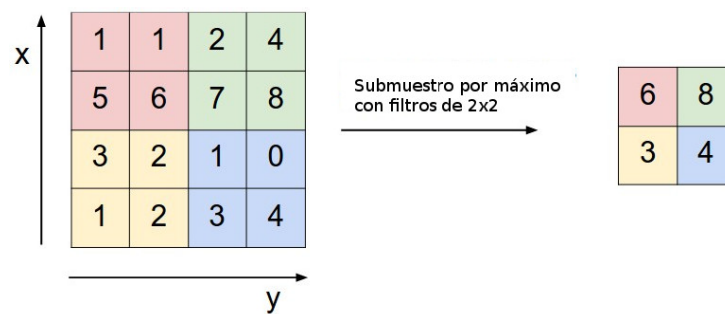 x
1 1 2 4
5 6 7 8
3 2 1 0
1 2 3 4
y
Submuestro por máximo
con filtros de 2x2
6 8
3 4